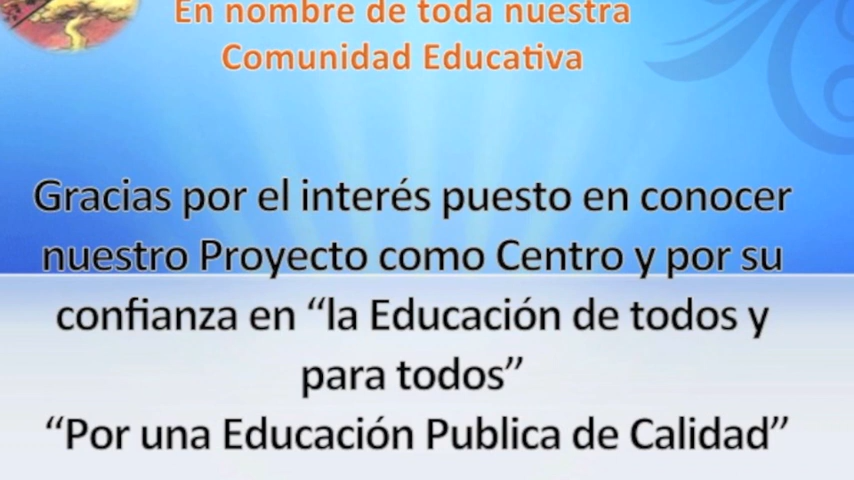 En nombre de toda nuestra
Comunidad Educativa
Gracias por el interés puesto en conocer
nuestro Proyecto como Centro y por su
confianza en “la Educación de todos y
para todos”
“Por una Educación Publica de Calidad”